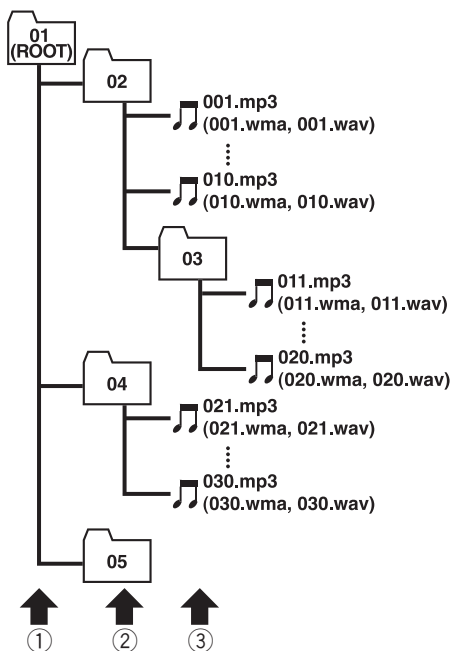 01
(ROOT)
02
001.mp3
(001.wma, 001.wav)
010.mp3
(010.wma, 010.wav)
03
011.mp3
(011.wma, 011.wav)
020.mp3
(020.wma, 020.wav)
04
021.mp3
(021.wma, 021.wav)
030.mp3
(030.wma, 030.wav)
05
① ② ③